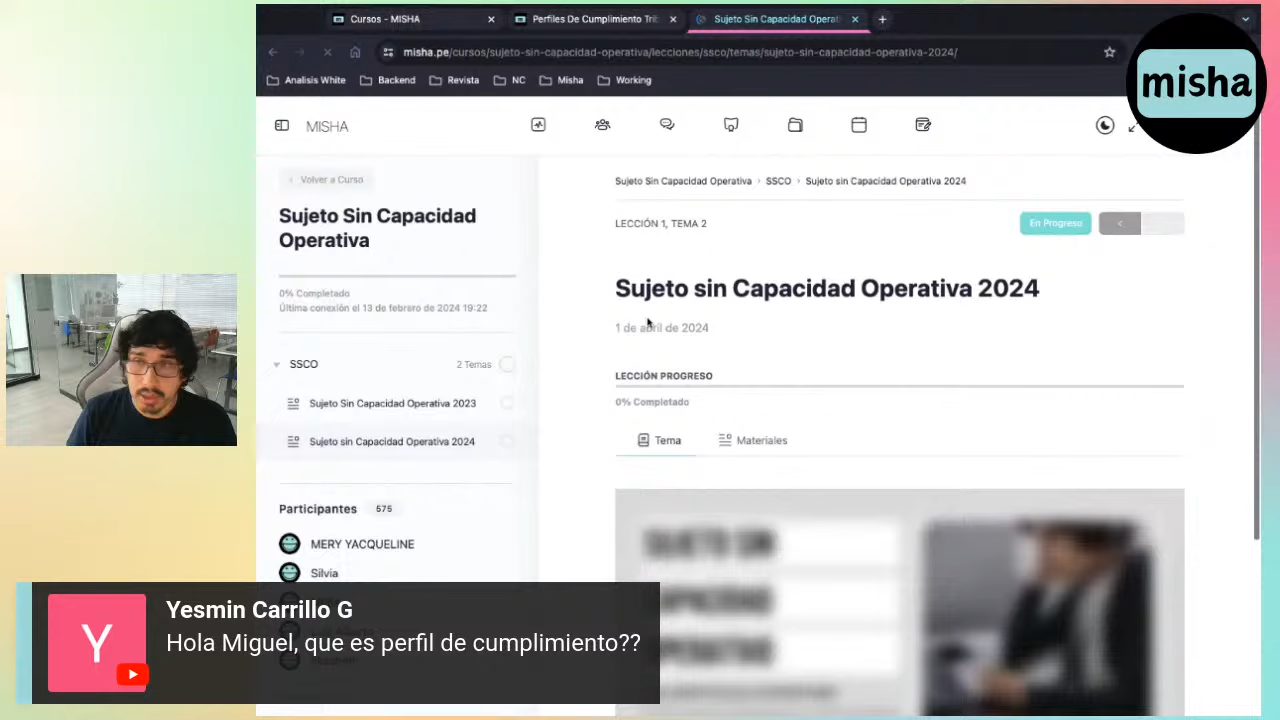 Cursos - MISHA
Perfiles De Cumplimiento Trib
Sujeto Sin Capacidad Operati
misha.pe/cursos/sujeto-sin-capacidad-operativa/lecciones/ssco/temas/sujeto-sin-capacidad-operativa-2024/
Analisis White
Backend
Revista
NC
Misha
Working
misha
MISHA
Volver a Curso
Sujeto Sin Capacidad
Operativa
0% Completado
Última conexión el 13 de febrero de 2024 19:22
SSCO
2 Temas
Sujeto Sin Capacidad Operativa 2023
Sujeto sin Capacidad Operativa 2024
Participantes 575
MERY YACQUELINE
Silvia
Sujeto Sin Capacidad Operativa › SSCO › Sujeto sin Capacidad Operativa 2024
LECCIÓN 1, TEMA 2
En Progreso
<
Sujeto sin Capacidad Operativa 2024
1 de abril de 2024
LECCIÓN PROGRESO
0% Completado
Tema
Materiales
SUJETO SIN
CAPACIDAD
OPERATIVO
Y
Yesmin Carrillo G
Hola Miguel, que es perfil de cumplimiento??